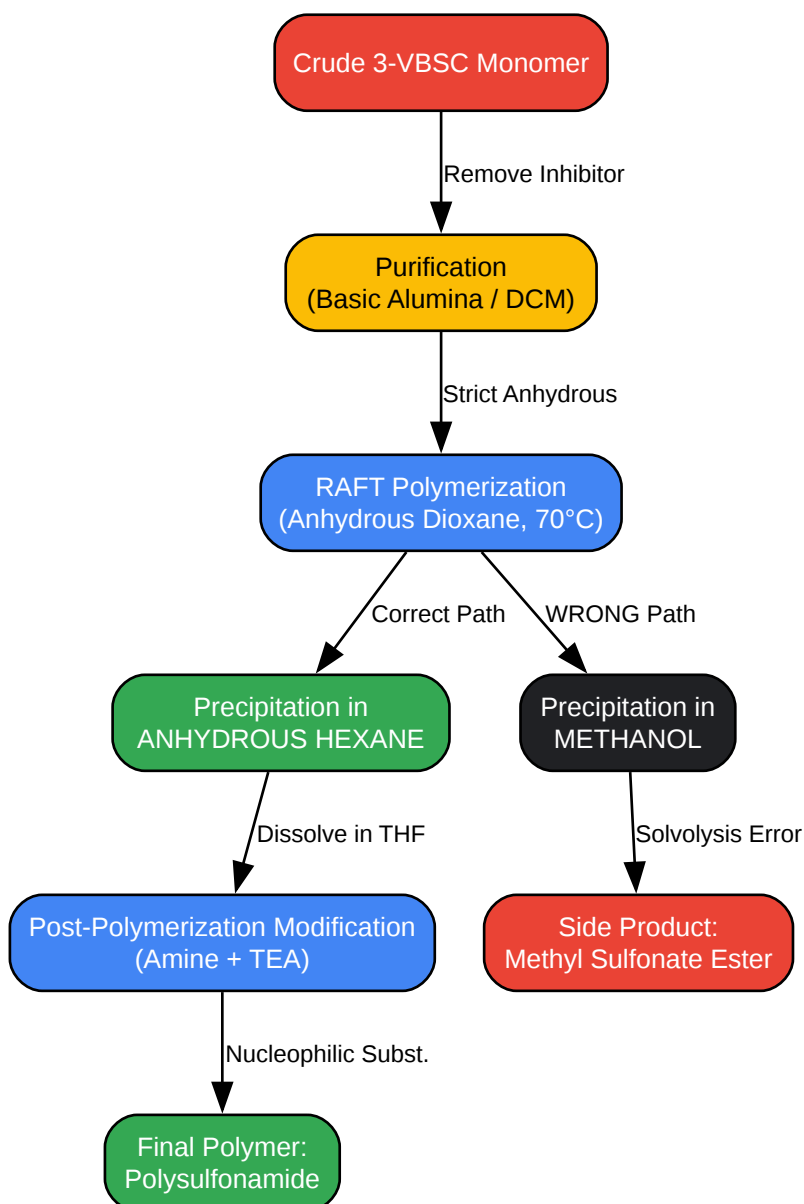 Crude 3-VBSC Monomer
Remove Inhibitor
Purification
(Basic Alumina / DCM)
Strict Anhydrous
RAFT Polymerization
(Anhydrous Dioxane, 70°C)
Correct Path
WRONG Path
Precipitation in
ANHYDROUS HEXANE
Precipitation in
METHANOL
Dissolve in THF
Solvolysis Error
Post-Polymerization Modification
(Amine + TEA)
Side Product:
Methyl Sulfonate Ester
Nucleophilic Subst.
Final Polymer:
Polysulfonamide